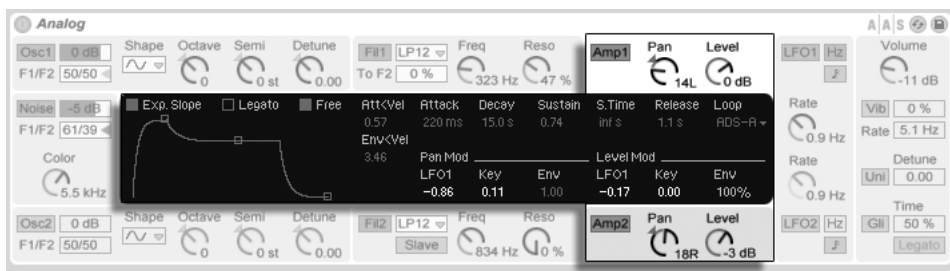 Analog A|A|S
Osc1 0 dB Shape Octave Semi Detune Fil1 LP12 Freq Reso Amp1 Pan Level LFO1 Hz Volume
F1/F2 50/50 0 0 st 0.00 To F2 0 % 323 Hz 47 % 14L 0 dB -11 dB
Noise -5 dB Exp. Slope Legato Free Att<Vel Attack Decay Sustain S.Time Release Loop Rate Vib 0 %
F1/F2 61/39 0.57 220 ms 15.0 s 0.74 inf s 1.1 s ADS-A 0.9 Hz Rate 5.1 Hz
Env<Vel
Color 3.46 Pan Mod Level Mod Rate Detune
5.5 kHz LFO1 Key Env LFO1 Key Env Uni 0.00
-0.86 0.11 1.00 -0.17 0.00 100% 0.9 Hz
Time
Osc2 0 dB Shape Octave Semi Detune Fil2 LP12 Freq Reso Amp2 Pan Level LFO2 Hz Gli 50 %
F1/F2 50/50 0 0 st 0.00 Slave 834 Hz 0 % 18R -3 dB Legato